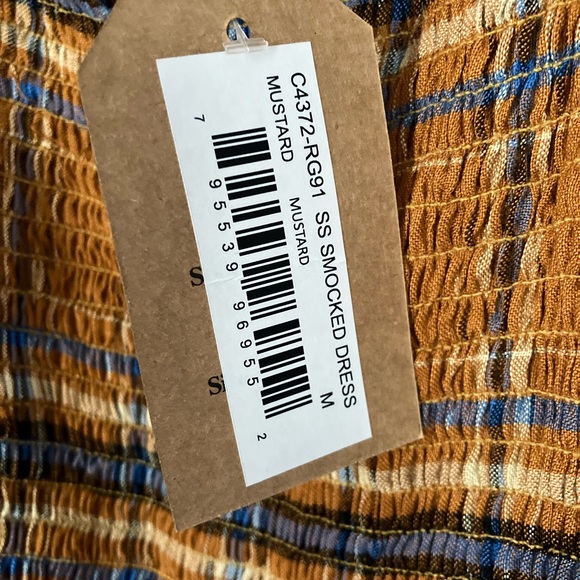 C4372-RG91 SS SMOCKED DRESS
MUSTARD M
MUSTARD
7 95539 96955 2